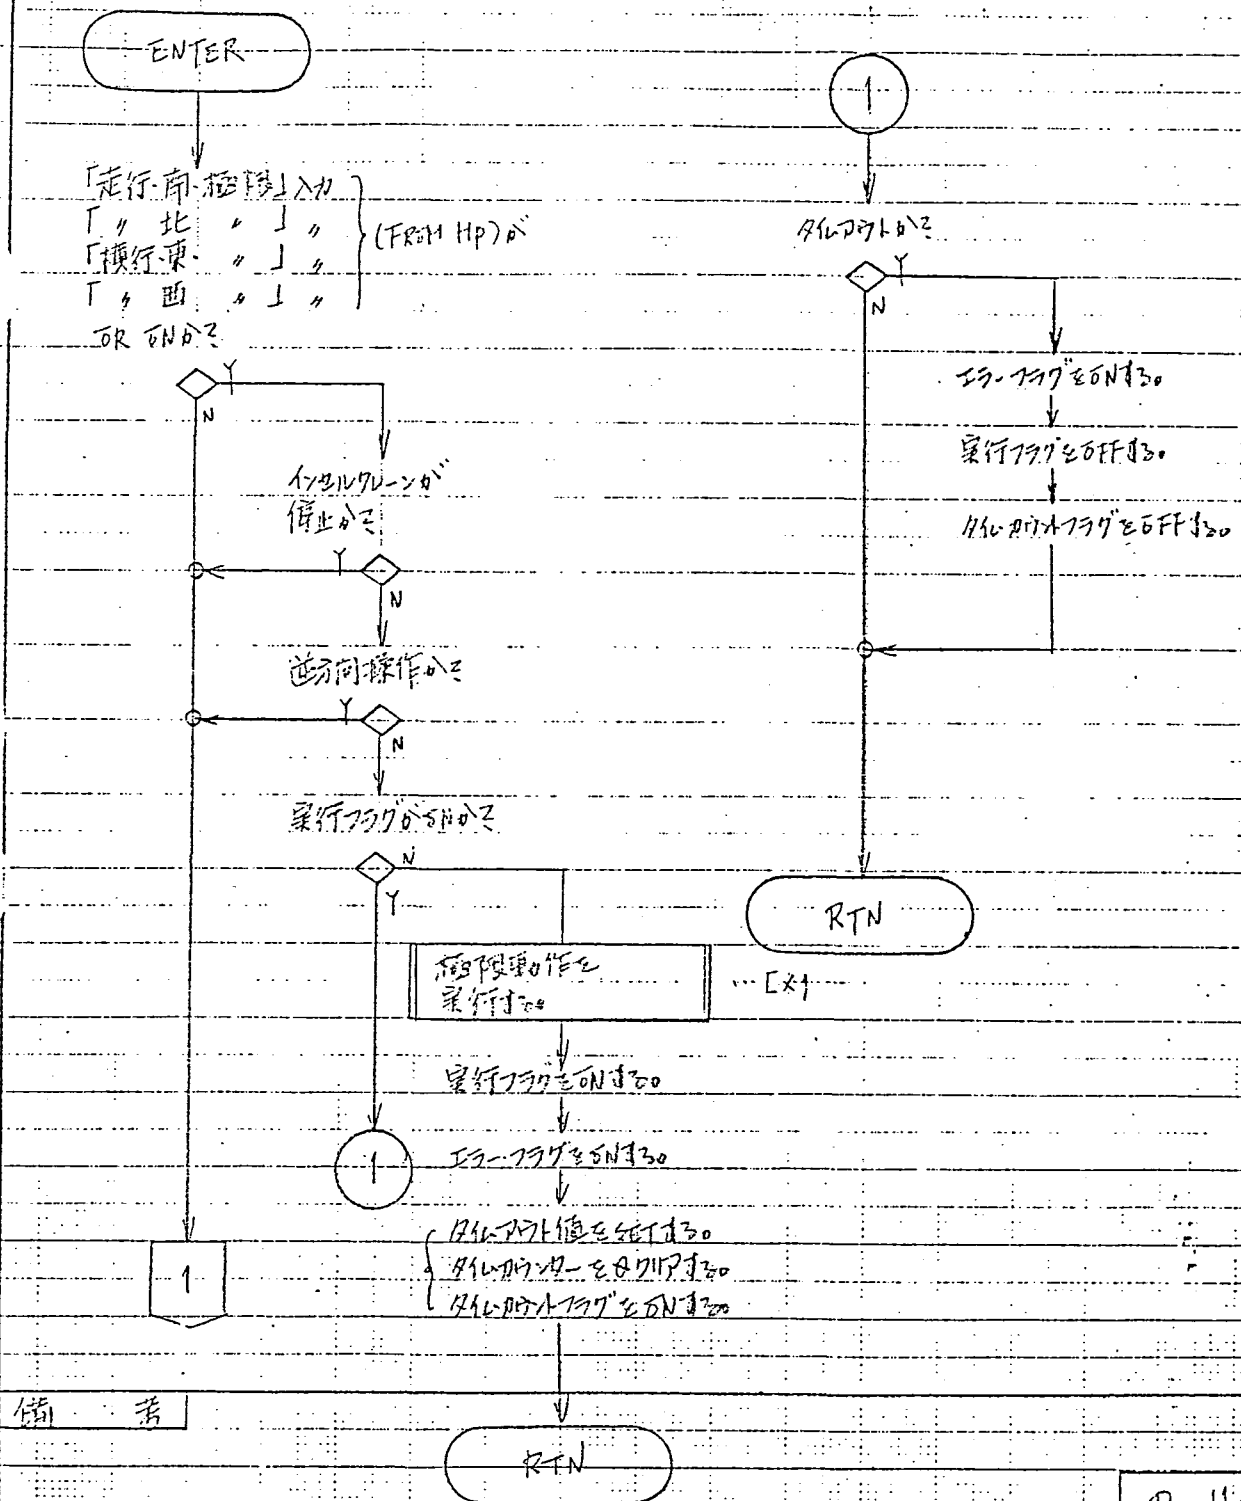 ENTER
「走行・南・極限」入力
「 〃 北 〃 」 〃
「横行・東・ 〃 」 〃
「 〃 西 〃 」 〃
(FROM HP)が
OR ONか?
Y
N
インセルクレーンが
停止か?
Y
N
逆方向操作か?
Y
N
実行フラグがONか?
N
Y
極限動作を
実行する。
実行フラグをONする。
エラーフラグをONする。
タイムアウト値をSETする。
タイムカウンターを0クリアする。
タイムカウントフラグをONする。
RTN
1
1
1
タイムアウトか?
Y
N
エラーフラグをONする。
実行フラグをOFFする。
タイムカウントフラグをOFFする。
RTN
備 考